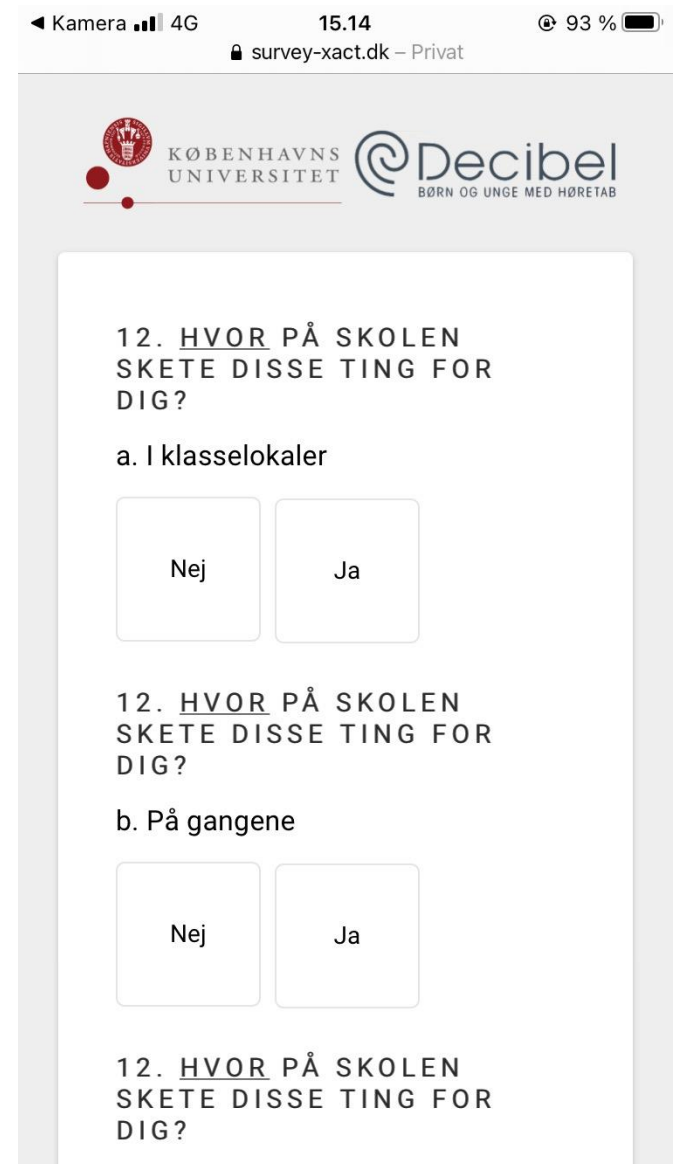 ◀ Kamera 4G 15.14 93 %
survey-xact.dk – Privat
KØBENHAVNS
UNIVERSITET
Decibel
BØRN OG UNGE MED HØRETAB
12. HVOR PÅ SKOLEN
SKETE DISSE TING FOR
DIG?
a. I klasselokaler
Nej Ja
12. HVOR PÅ SKOLEN
SKETE DISSE TING FOR
DIG?
b. På gangene
Nej Ja
12. HVOR PÅ SKOLEN
SKETE DISSE TING FOR
DIG?